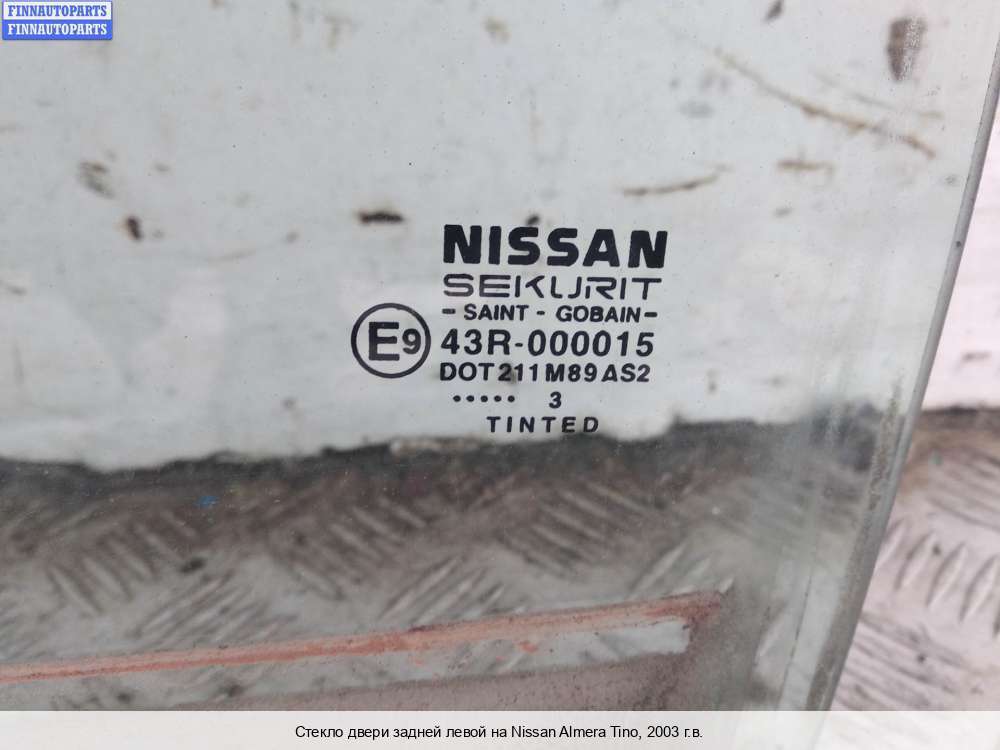 FINNAUTOPARTS
FINNAUTOPARTS
NISSAN
SEKURIT
- SAINT - GOBAIN -
E9 43R-000015
DOT 211 M89 AS2
..... 3
TINTED
Стекло двери задней левой на Nissan Almera Tino, 2003 г.в.